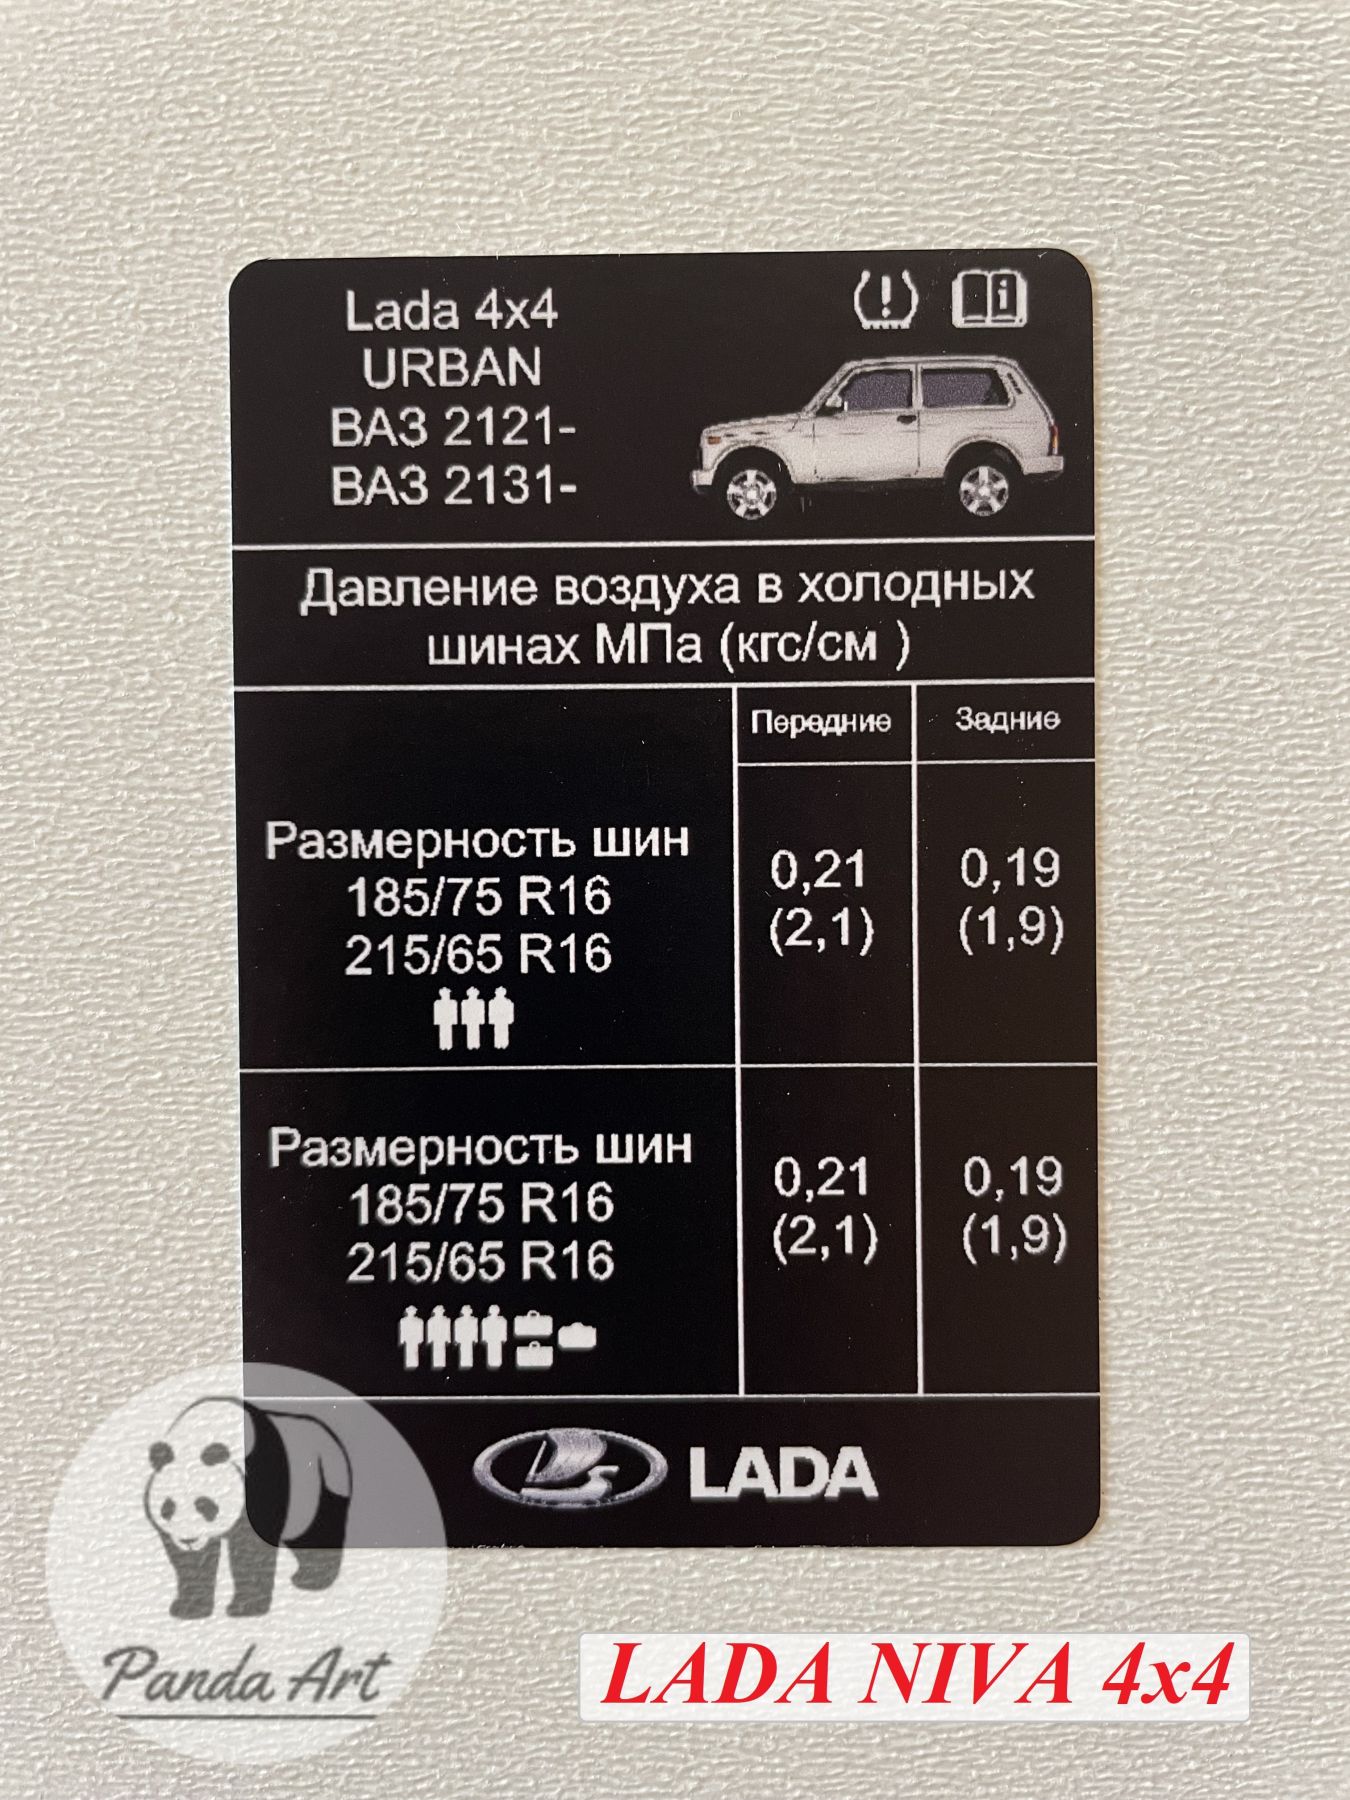 Lada 4x4
URBAN
ВАЗ 2121-
ВАЗ 2131-
Давление воздуха в холодных
шинах МПа (кгс/см )
Передние Задние
Размерность шин
185/75 R16
215/65 R16
0,21 0,19
(2,1) (1,9)
Размерность шин
185/75 R16
215/65 R16
0,21 0,19
(2,1) (1,9)
LADA
Panda Art
LADA NIVA 4x4